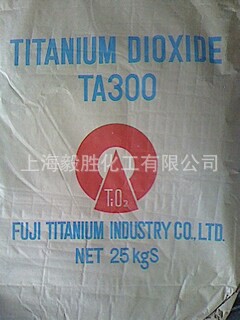 TITANIUM DIOXIDE
TA300
上海毅胜化工有限公司
TiO2
FUJI TITANIUM INDUSTRY CO., LTD.
NET 25 kgS